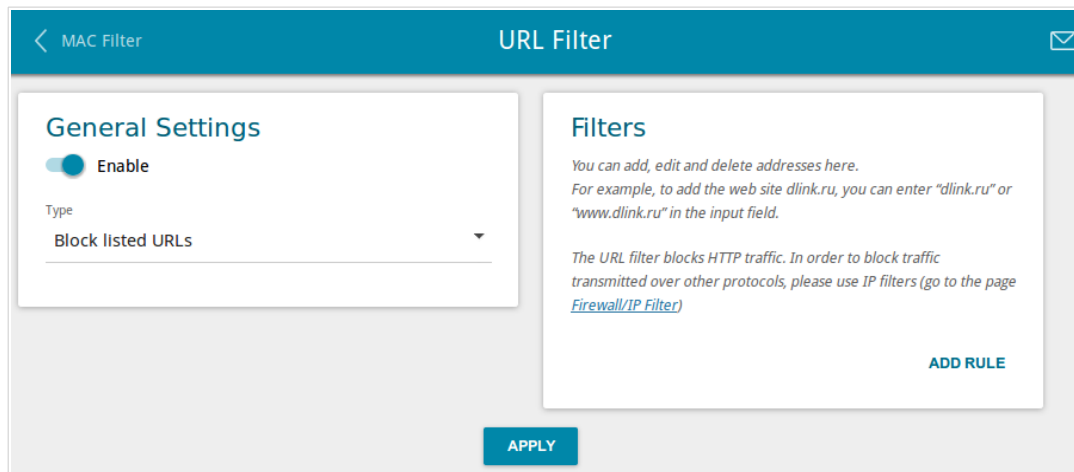 MAC Filter
URL Filter
General Settings
Enable
Type
Block listed URLs
Filters
You can add, edit and delete addresses here.
For example, to add the web site dlink.ru, you can enter “dlink.ru” or
“www.dlink.ru” in the input field.
The URL filter blocks HTTP traffic. In order to block traffic
transmitted over other protocols, please use IP filters (go to the page
Firewall/IP Filter)
ADD RULE
APPLY